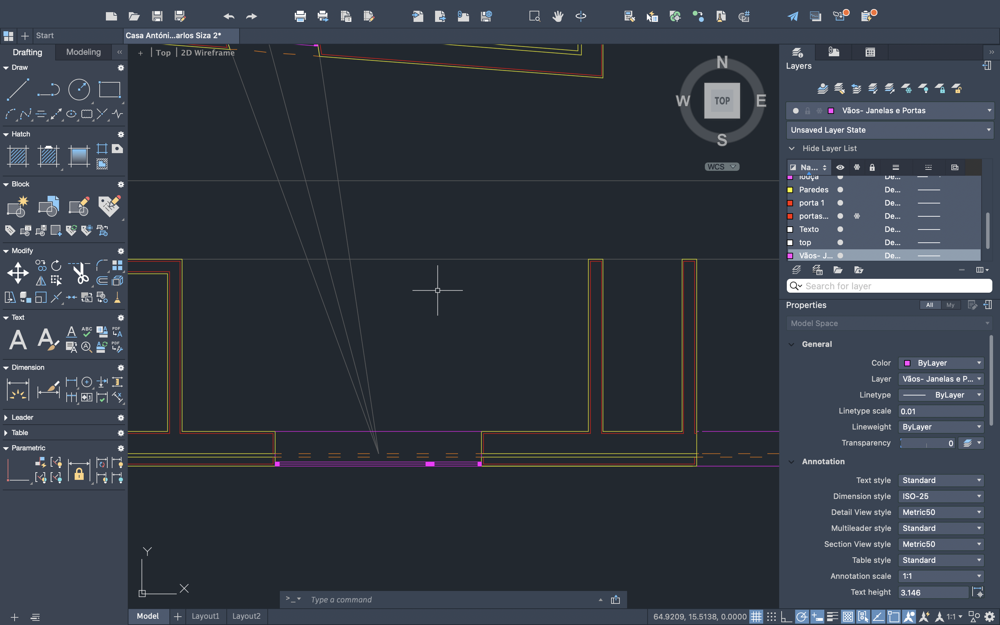 Start
Casa Antóni...arlos Siza 2*
Drafting
Modeling
Draw
Hatch
Block
Modify
Text
A
A
A
ABC
A
PDF
A
A
A
A
PDF
Dimension
.1
Leader
Table
Parametric
+ | Top | 2D Wireframe
N
W
TOP
E
S
WCS
Y
X
>_
Type a command
Model
Layout1
Layout2
64.9209, 15.5138, 0.0000
1:1
Layers
Vãos- Janelas e Portas
Unsaved Layer State
Hide Layer List
Na...
louça
De...
Paredes
De...
porta 1
De...
portas...
De...
Texto
De...
top
De...
Vãos- J...
De...
Search for layer
Properties
All
My
Model Space
General
Color
ByLayer
Layer
Vãos- Janelas e P...
Linetype
ByLayer
Linetype scale
0.01
Lineweight
ByLayer
Transparency
0
Annotation
Text style
Standard
Dimension style
ISO-25
Detail View style
Metric50
Multileader style
Standard
Section View style
Metric50
Table style
Standard
Annotation scale
1:1
Text height
3.146